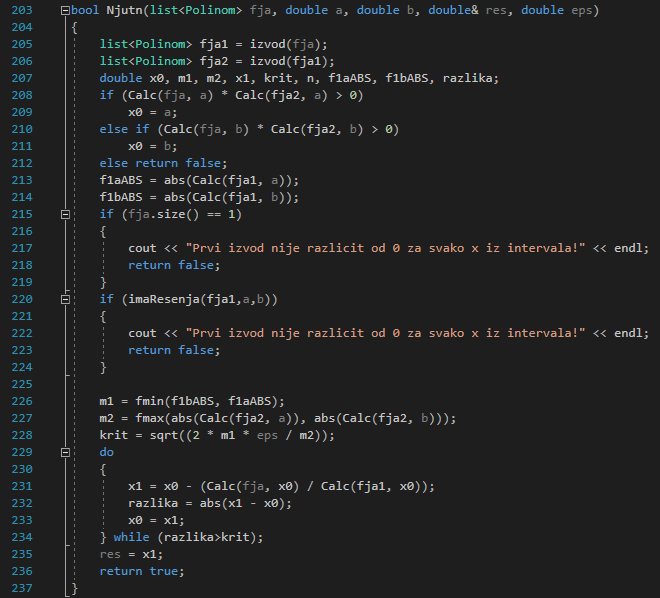 203 bool Njutn(list<Polinom> fja, double a, double b, double& res, double eps)
204 {
205     list<Polinom> fja1 = izvod(fja);
206     list<Polinom> fja2 = izvod(fja1);
207     double x0, m1, m2, x1, krit, n, f1aABS, f1bABS, razlika;
208     if (Calc(fja, a) * Calc(fja2, a) > 0)
209         x0 = a;
210     else if (Calc(fja, b) * Calc(fja2, b) > 0)
211         x0 = b;
212     else return false;
213     f1aABS = abs(Calc(fja1, a));
214     f1bABS = abs(Calc(fja1, b));
215     if (fja.size() == 1)
216     {
217         cout << "Prvi izvod nije razlicit od 0 za svako x iz intervala!" << endl;
218         return false;
219     }
220     if (imaResenja(fja1,a,b))
221     {
222         cout << "Prvi izvod nije razlicit od 0 za svako x iz intervala!" << endl;
223         return false;
224     }
225
226     m1 = fmin(f1bABS, f1aABS);
227     m2 = fmax(abs(Calc(fja2, a)), abs(Calc(fja2, b)));
228     krit = sqrt((2 * m1 * eps / m2));
229     do
230     {
231         x1 = x0 - (Calc(fja, x0) / Calc(fja1, x0));
232         razlika = abs(x1 - x0);
233         x0 = x1;
234     } while (razlika>krit);
235     res = x1;
236     return true;
237 }